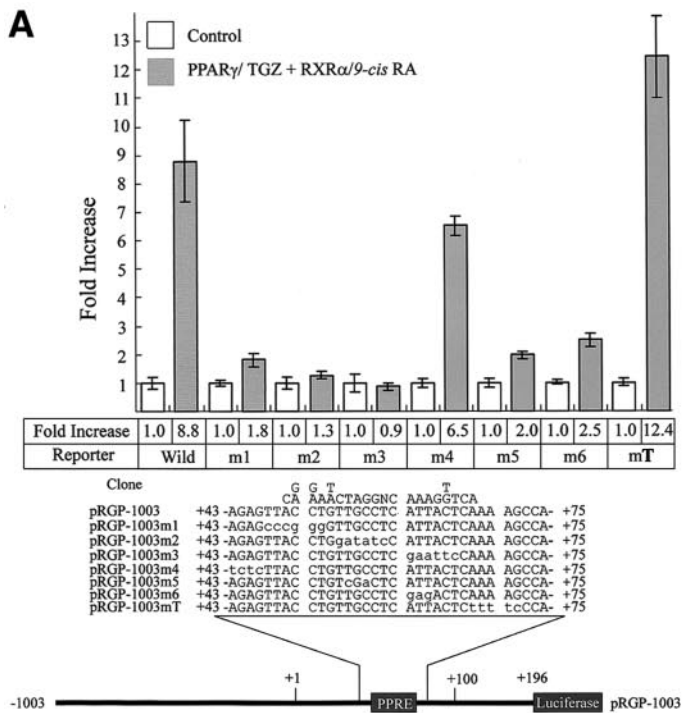 A
Control
PPARγ/ TGZ + RXRα/9-cis RA
Fold Increase
13
12
11
10
9
8
7
6
5
4
3
2
1
Fold Increase 1.0 8.8 1.0 1.8 1.0 1.3 1.0 0.9 1.0 6.5 1.0 2.0 1.0 2.5 1.0 12.4
Reporter Wild m1 m2 m3 m4 m5 m6 mT
Clone G G T T
CA AAACTAGGNC AAAGGTCA
pRGP-1003 +43 -AGAGTTAC CTGTTGCCTC ATTACTCAAA AGCCA- +75
pRGP-1003m1 +43 -AGAGcccg ggGTTGCCTC ATTACTCAAA AGCCA- +75
pRGP-1003m2 +43 -AGAGTTAC CTGgatatcC ATTACTCAAA AGCCA- +75
pRGP-1003m3 +43 -AGAGTTAC CTGTTGCCTC gaattcCAAA AGCCA- +75
pRGP-1003m4 +43 -tctcTTAC CTGTTGCCTC ATTACTCAAA AGCCA- +75
pRGP-1003m5 +43 -AGAGTTAC CTGTcGaCTC ATTACTCAAA AGCCA- +75
pRGP-1003m6 +43 -AGAGTTAC CTGTTGCCTC gagACTCAAA AGCCA- +75
pRGP-1003mT +43 -AGAGTTAC CTGTTGCCTC ATTACTCttt tcCCA- +75
-1003 +1 PPRE +100 +196 Luciferase pRGP-1003